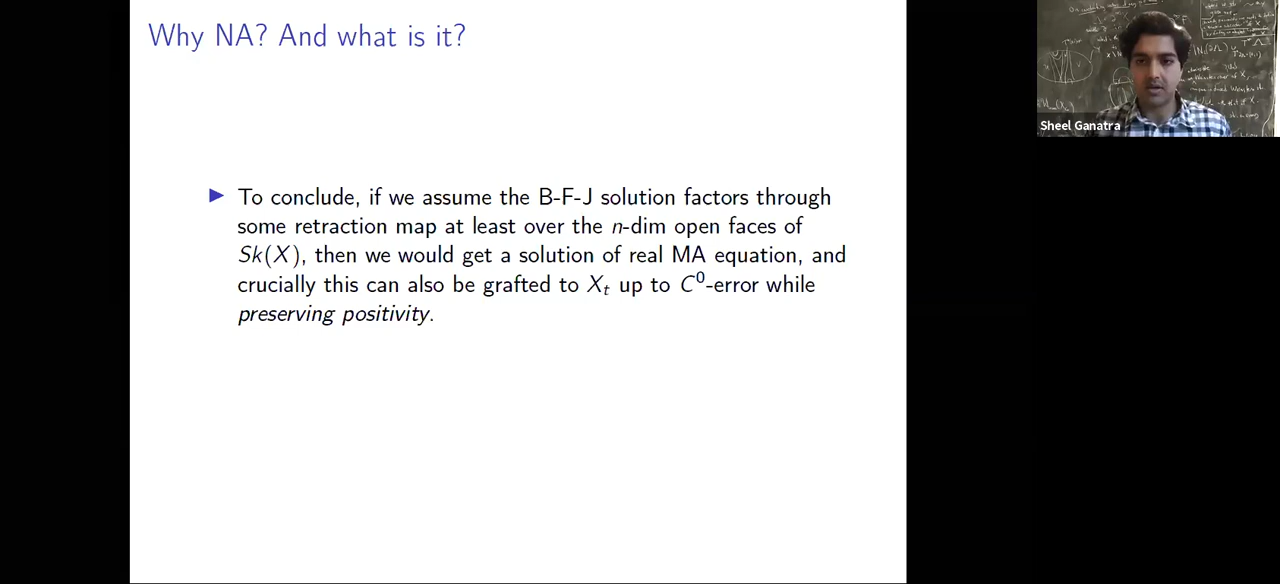 Why NA? And what is it?
▶ To conclude, if we assume the B-F-J solution factors through
some retraction map at least over the n-dim open faces of
Sk(X), then we would get a solution of real MA equation, and
crucially this can also be grafted to Xₜ up to C⁰-error while
preserving positivity.
Sheel Ganatra